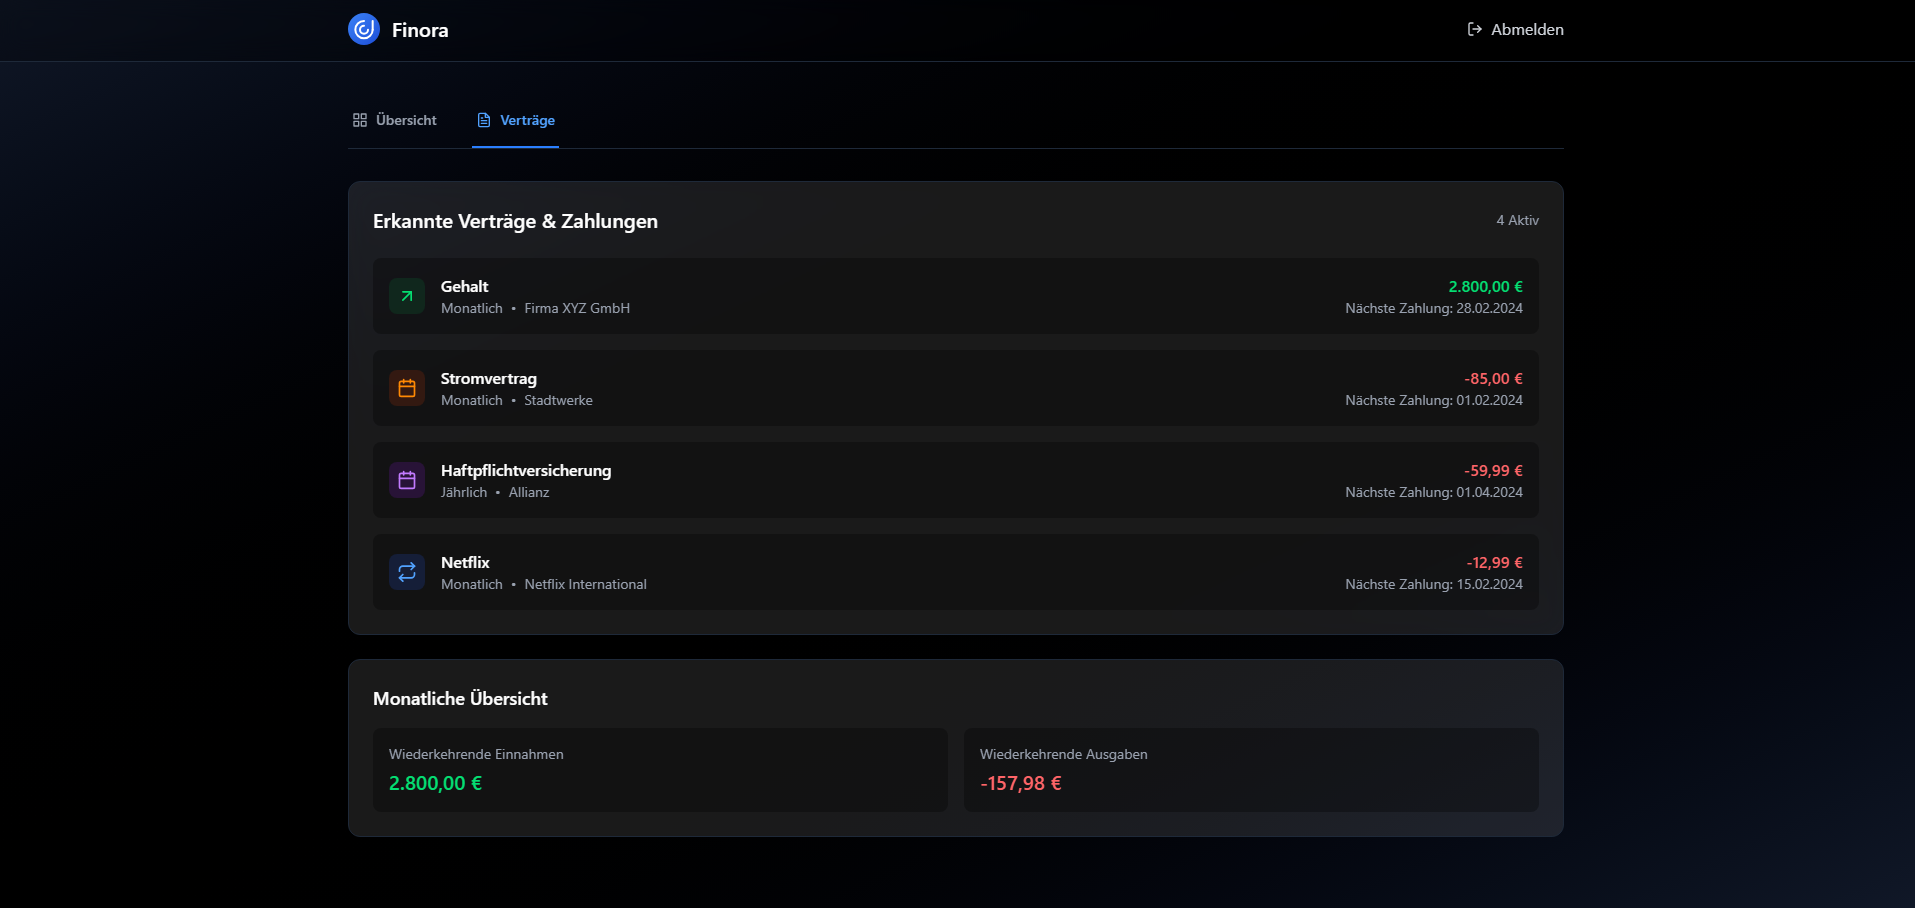 Finora
Abmelden
Übersicht
Verträge
Erkannte Verträge & Zahlungen
4 Aktiv
Gehalt
2.800,00 €
Monatlich • Firma XYZ GmbH
Nächste Zahlung: 28.02.2024
Stromvertrag
-85,00 €
Monatlich • Stadtwerke
Nächste Zahlung: 01.02.2024
Haftpflichtversicherung
-59,99 €
Jährlich • Allianz
Nächste Zahlung: 01.04.2024
Netflix
-12,99 €
Monatlich • Netflix International
Nächste Zahlung: 15.02.2024
Monatliche Übersicht
Wiederkehrende Einnahmen
2.800,00 €
Wiederkehrende Ausgaben
-157,98 €